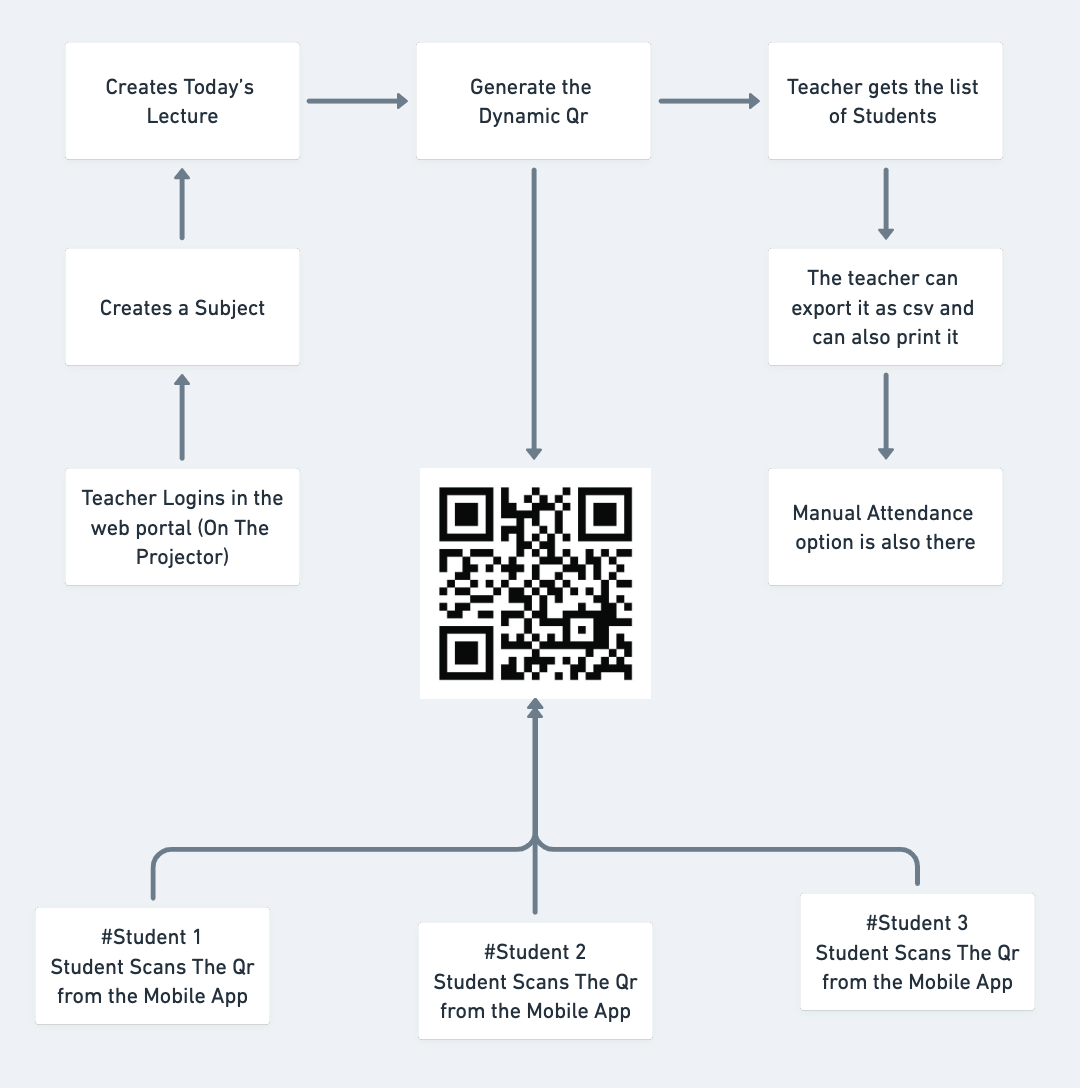 Creates Today's
Lecture
Generate the
Dynamic Qr
Teacher gets the list
of Students
Creates a Subject
The teacher can
export it as csv and
can also print it
Teacher Logins in the
web portal (On The
Projector)
Manual Attendance
option is also there
#Student 1
Student Scans The Qr
from the Mobile App
#Student 2
Student Scans The Qr
from the Mobile App
#Student 3
Student Scans The Qr
from the Mobile App